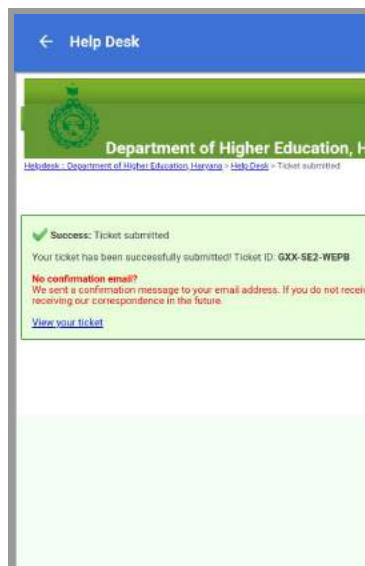 Help Desk
Department of Higher Education, H
Helpdesk :: Department of Higher Education, Haryana > Help Desk > Ticket submitted
Success: Ticket submitted
Your ticket has been successfully submitted! Ticket ID: GXX-SE2-WEPB
No confirmation email?
We sent a confirmation message to your email address. If you do not recei
receiving our correspondence in the future.
View your ticket